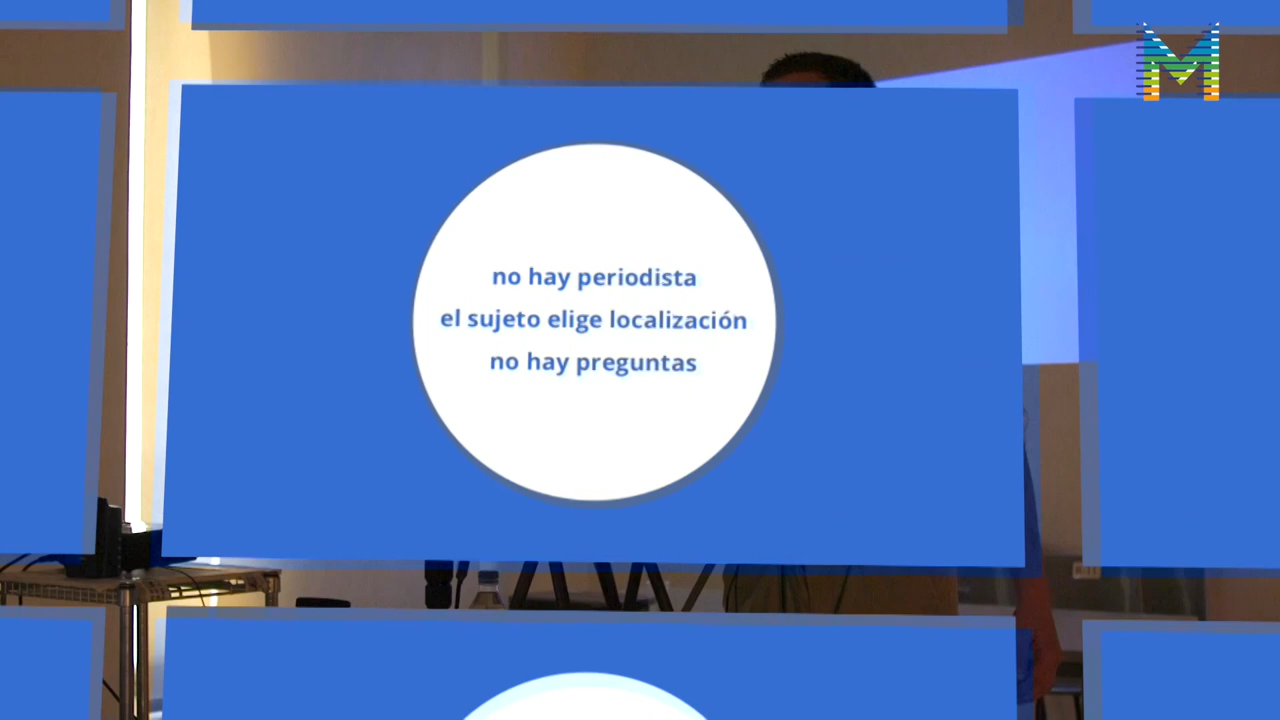 M
no hay periodista
el sujeto elige localización
no hay preguntas